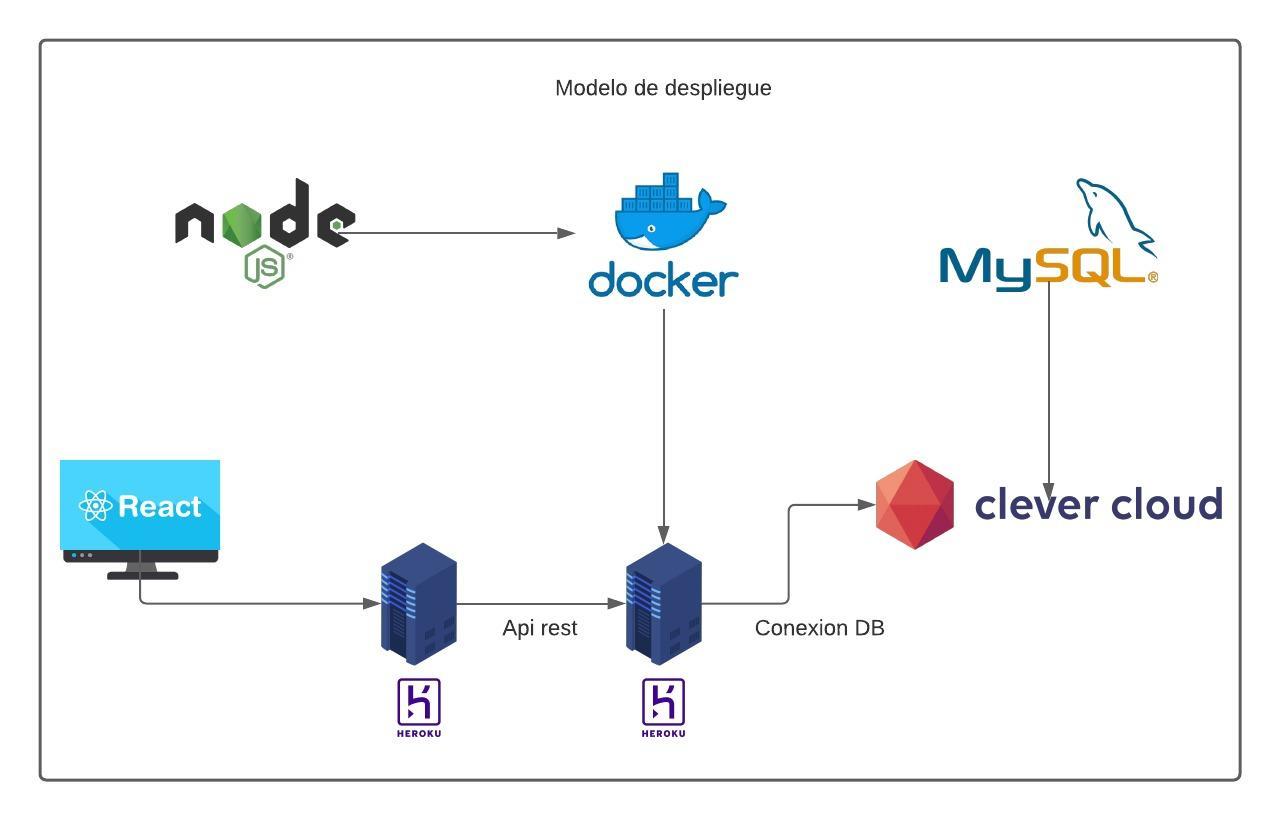 Modelo de despliegue
node
JS®
docker
MySQL®
React
clever cloud
Api rest
Conexion DB
HEROKU
HEROKU